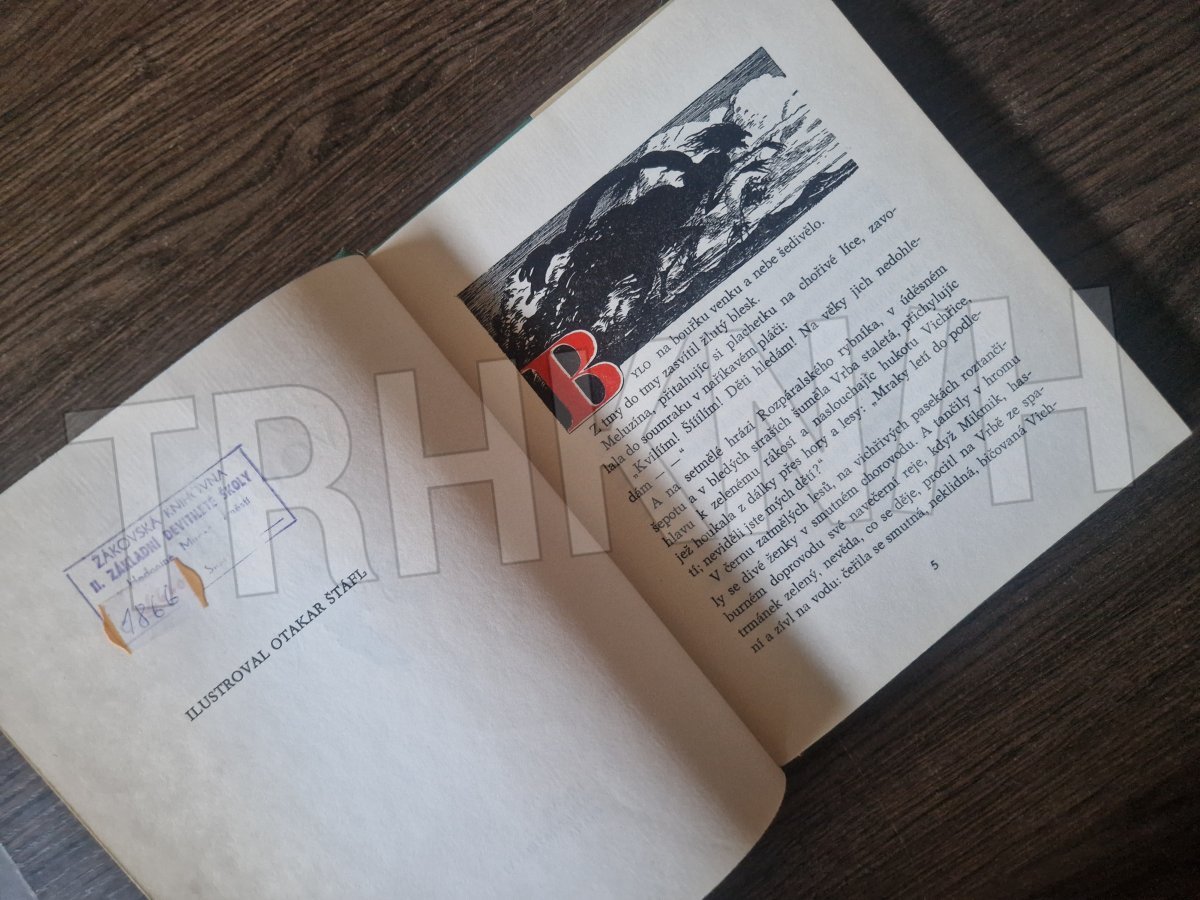 TRHKNIH
ŽÁKOVSKÁ KNIHOVNA
II. ZÁKLADNÍ DEVÍTILETÉ ŠKOLY
1866
ILUSTROVAL OTAKAR ŠTÁFL
BYLO na bouřku venku a nebe šedivělo.
Z tmy do tmy zasvítil žlutý blesk.
Meluzína, přitahujíc si plachetku na chořivé líce, zavo-
lala do soumraku v naříkavém pláči:
„Kvílím! Šílím! Děti hledám! Na věky jich nedohle-
dám —“
A na setmělé hrázi Rozpáralského rybníka, v úděsném
šepotu a v bledých straších šuměla Vrba staletá, přichylujíc
hlavu k zelenému rákosí a naslouchajíc hukotu Vichřice,
jež houkala z dálky přes hory a lesy: „Mraky letí do podle-
tí; neviděli jste mých dětí?“
V černu zatmělých lesů, na vichřivých pasekách roztanči-
ly se divé ženky v smutném chorovodu. A tančily v hromu
burném doprovodu své navečerní reje, když Mikmik, has-
trmánek zelený, nevěda, co se děje, procitl na Vrbě ze spa-
ní a zívl na vodu: čeřila se smutná, neklidná, bičovaná Vich-
5